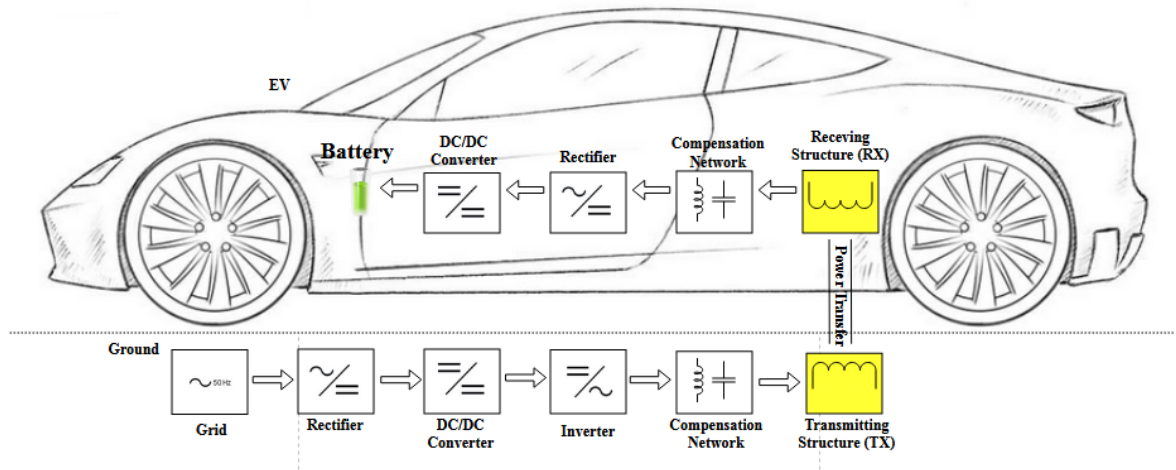 EV
Battery
DC/DC
Converter
Rectifier
Compensation
Network
Receving
Structure (RX)
Power Transfer
Ground
50Hz
Grid
Rectifier
DC/DC
Converter
Inverter
Compensation
Network
Transmitting
Structure (TX)